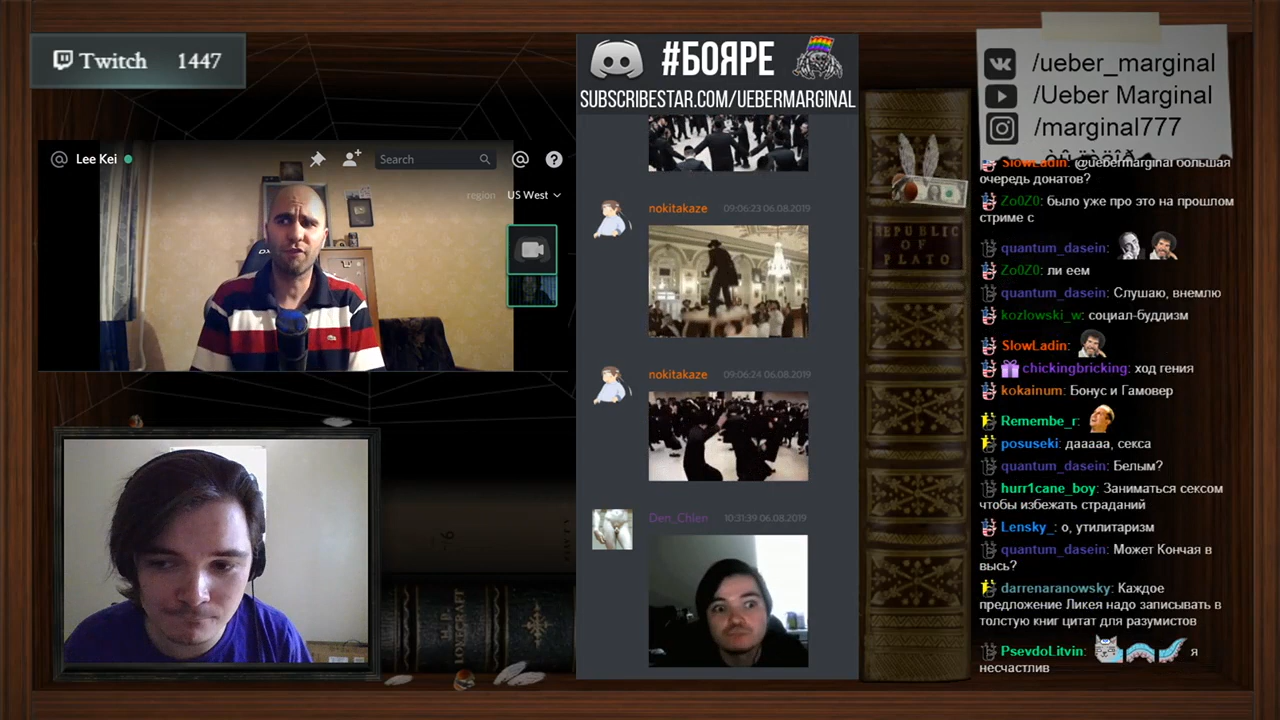 Twitch 1447
Lee Kei
Search
region US West
#БОЯРЕ
SUBSCRIBESTAR.COM/UEBERMARGINAL
nokitakaze 09:06:23 06.08.2019
nokitakaze 09:06:24 06.08.2019
Den_Chlen 10:31:39 06.08.2019
REPUBLIC
OF
PLATO
H. P.
LOVECRAFT
/ueber_marginal
/Ueber Marginal
/marginal777
SlowLadin: @uebermarginal большая
очередь донатов?
Zo0Z0: было уже про это на прошлом
стриме с
quantum_dasein:
Zo0Z0: ли еем
quantum_dasein: Слушаю, внемлю
kozlowski_w: социал-буддизм
SlowLadin:
chickingbricking: ход гения
kokainum: Бонус и Гамовер
Remembe_r:
posuseki: дааааа, секса
quantum_dasein: Белым?
hurr1cane_boy: Заниматься сексом
чтобы избежать страданий
Lensky_: о, утилитаризм
quantum_dasein: Может Кончая в
высь?
darrenaranowsky: Каждое
предложение Ликея надо записывать в
толстую книг цитат для разумистов
PsevdoLitvin: я
несчастлив